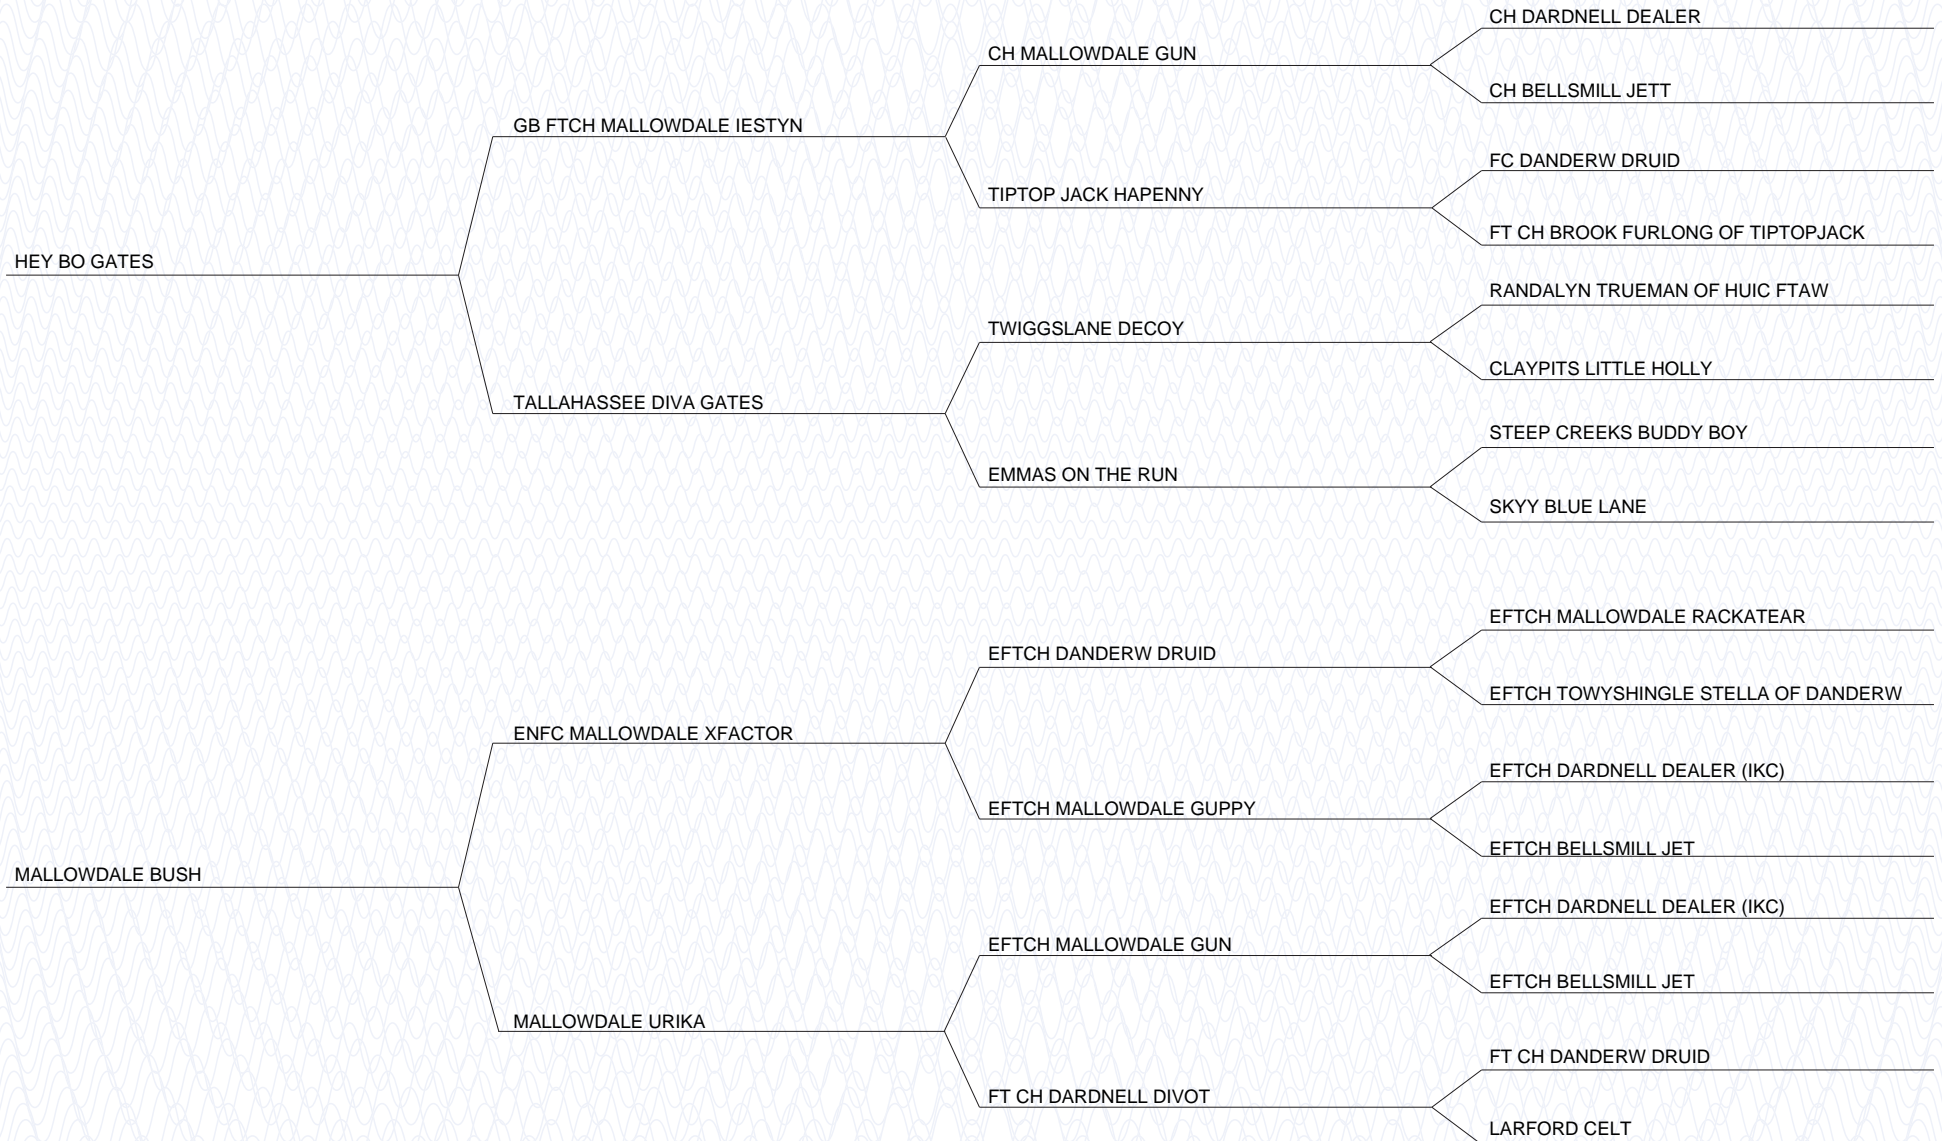 CH DARDNELL DEALER
CH MALLOWDALE GUN
CH BELLSMILL JETT
GB FTCH MALLOWDALE IESTYN
FC DANDERW DRUID
TIPTOP JACK HAPENNY
FT CH BROOK FURLONG OF TIPTOPJACK
HEY BO GATES
RANDALYN TRUEMAN OF HUIC FTAW
TWIGGSLANE DECOY
CLAYPITS LITTLE HOLLY
TALLAHASSEE DIVA GATES
STEEP CREEKS BUDDY BOY
EMMAS ON THE RUN
SKYY BLUE LANE
EFTCH MALLOWDALE RACKATEAR
EFTCH DANDERW DRUID
EFTCH TOWYSHINGLE STELLA OF DANDERW
ENFC MALLOWDALE XFACTOR
EFTCH DARDNELL DEALER (IKC)
EFTCH MALLOWDALE GUPPY
EFTCH BELLSMILL JET
MALLOWDALE BUSH
EFTCH DARDNELL DEALER (IKC)
EFTCH MALLOWDALE GUN
EFTCH BELLSMILL JET
MALLOWDALE URIKA
FT CH DANDERW DRUID
FT CH DARDNELL DIVOT
LARFORD CELT